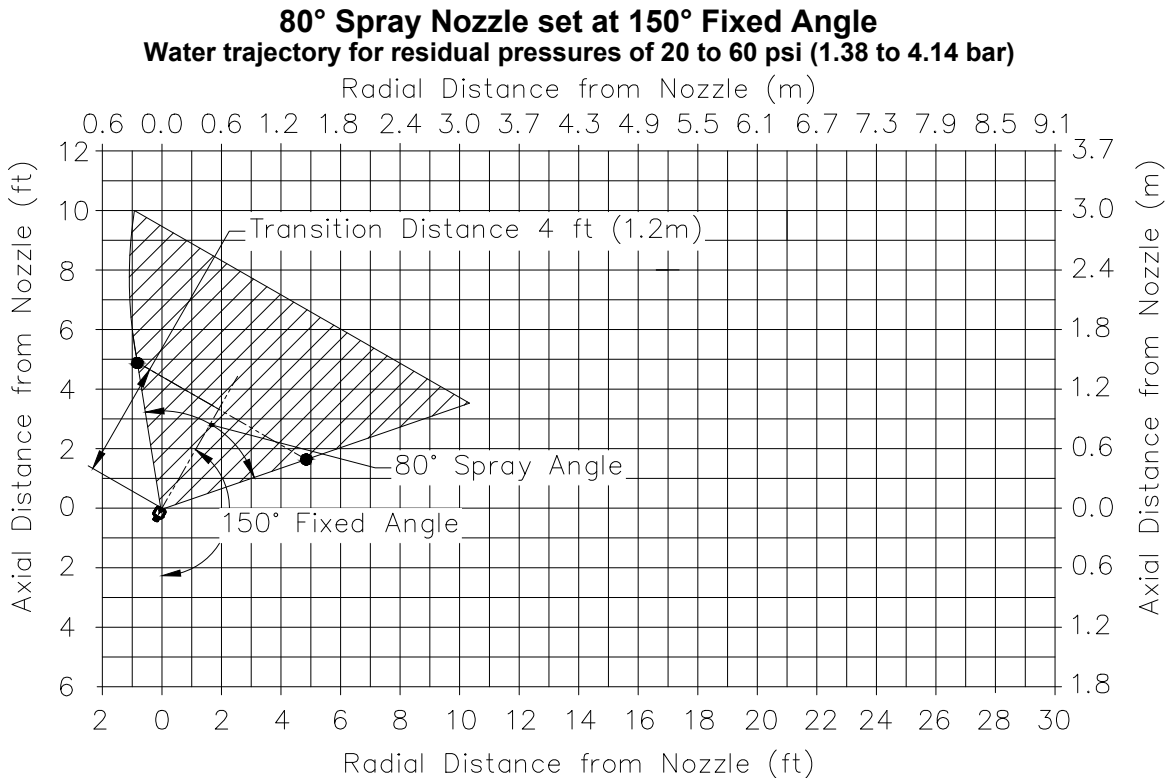 80° Spray Nozzle set at 150° Fixed Angle
Water trajectory for residual pressures of 20 to 60 psi (1.38 to 4.14 bar)
Radial Distance from Nozzle (m)
0.6 0.0 0.6 1.2 1.8 2.4 3.0 3.7 4.3 4.9 5.5 6.1 6.7 7.3 7.9 8.5 9.1
Axial Distance from Nozzle (ft)
12
10
8
6
4
2
0
2
4
6
Transition Distance 4 ft (1.2m)
80° Spray Angle
150° Fixed Angle
3.7
3.0
2.4
1.8
1.2
0.6
0.0
0.6
1.2
1.8
Axial Distance from Nozzle (m)
2 0 2 4 6 8 10 12 14 16 18 20 22 24 26 28 30
Radial Distance from Nozzle (ft)